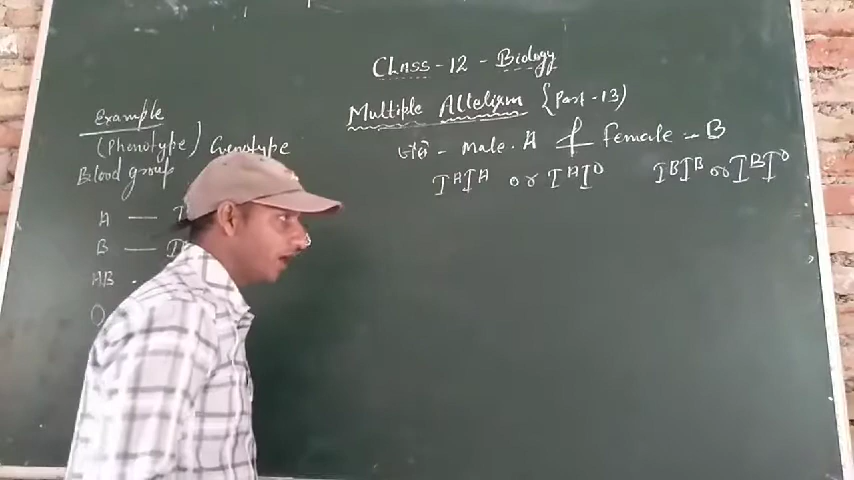 Class-12 - Biology
Multiple Allelism {Part-13)
Male. A & female - B
IᴬIᴬ or IᴬIᴼ IᴮIᴮ or IᴮIᴼ
Example
(Phenotype) Genotype
Blood group
A — I
B — I
AB -
O